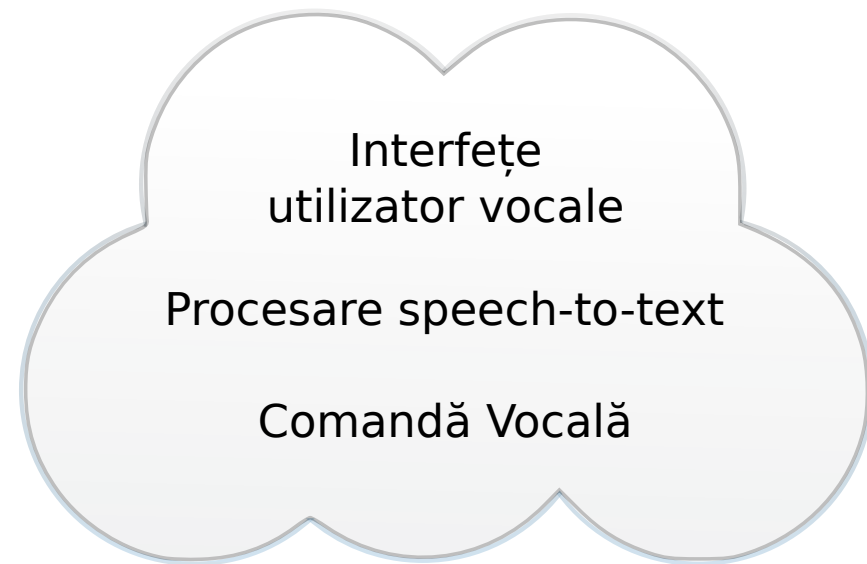 Interfețe
utilizator vocale
Procesare speech-to-text
Comandă Vocală